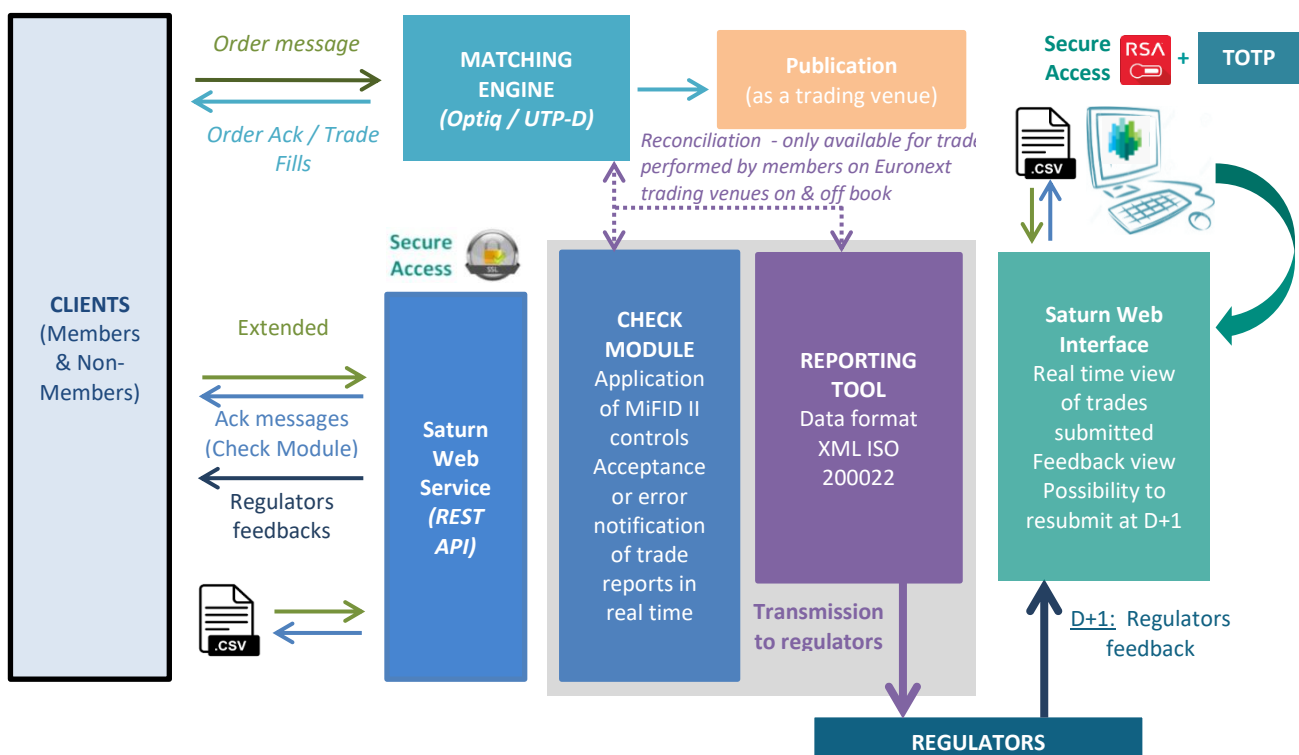 Order message
Order Ack / Trade
Fills
MATCHING
ENGINE
(Optiq / UTP-D)
Publication
(as a trading venue)
Secure
Access
RSA
+
TOTP
Reconciliation - only available for trade
performed by members on Euronext
trading venues on & off book
.CSV
CLIENTS
(Members
& Non-
Members)
Secure
Access
SSL
Extended
Ack messages
(Check Module)
Regulators
feedbacks
.CSV
Saturn
Web
Service
(REST
API)
CHECK
MODULE
Application
of MiFID II
controls
Acceptance
or error
notification
of trade
reports in
real time
REPORTING
TOOL
Data format
XML ISO
200022
Transmission
to regulators
Saturn Web
Interface
Real time view
of trades
submitted
Feedback view
Possibility to
resubmit at D+1
D+1: Regulators
feedback
REGULATORS